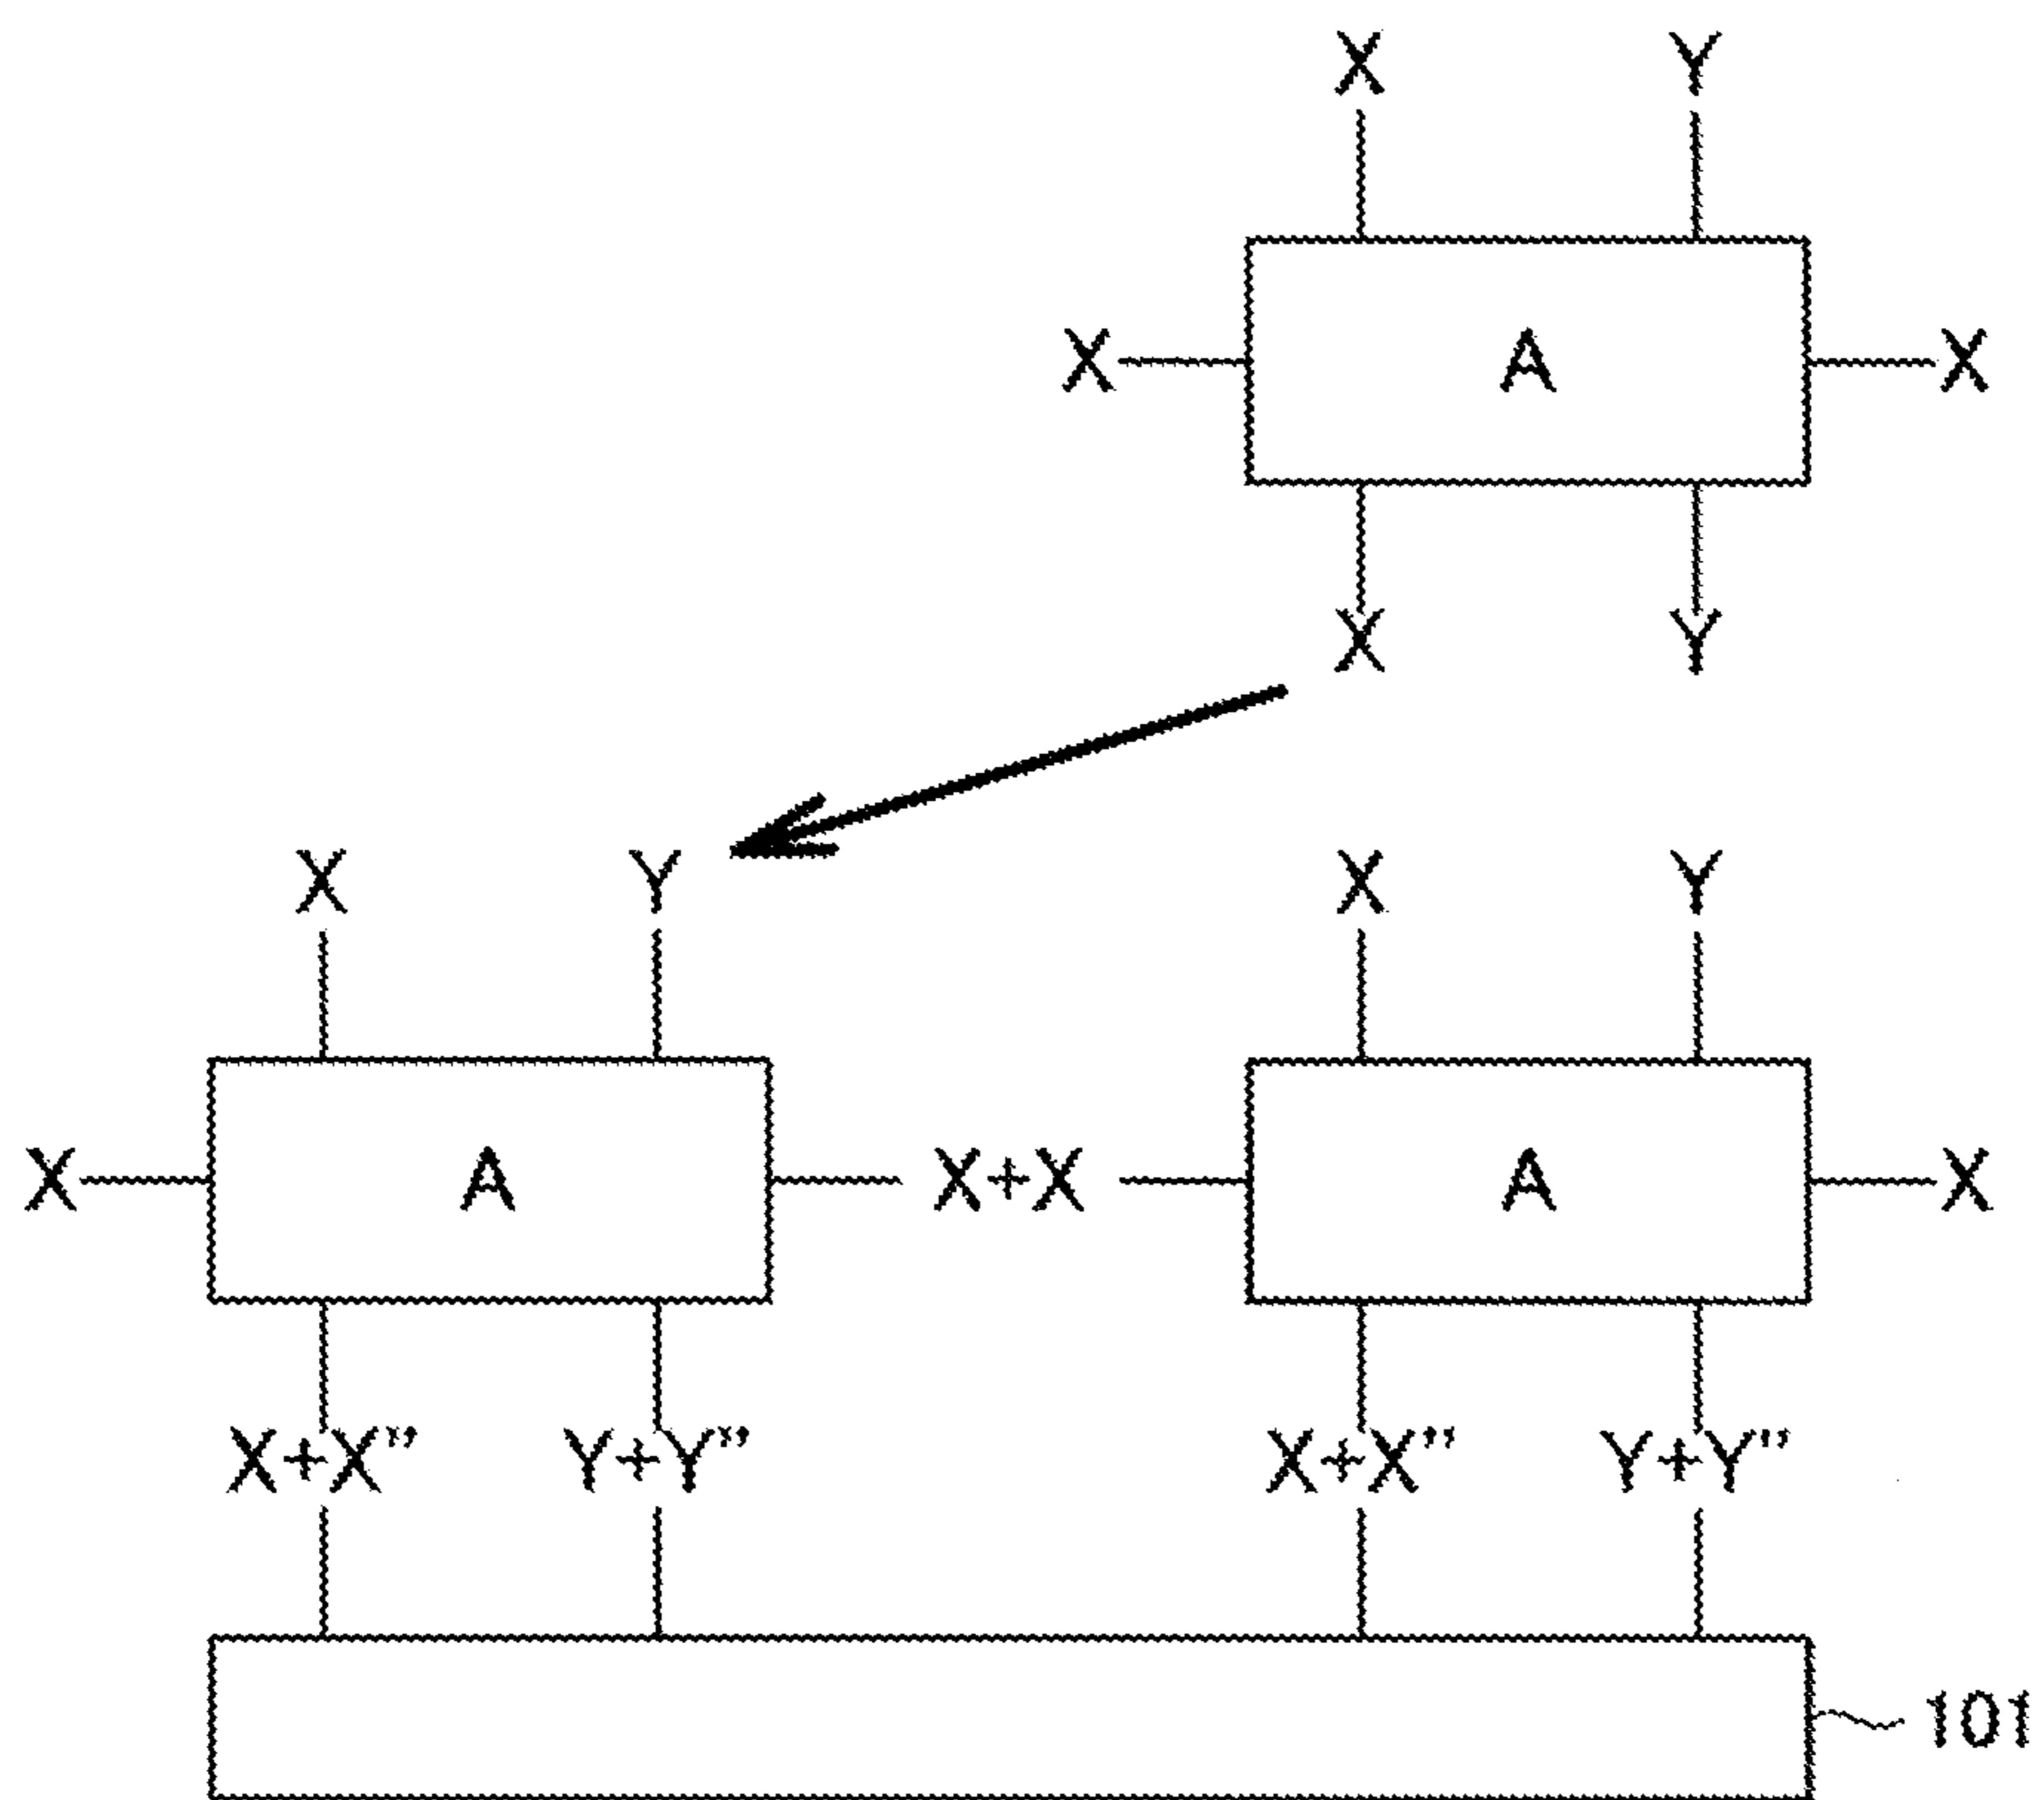 X Y
X A X
X Y
X Y X Y
X A X+X A X
X+X" Y+Y" X+X" Y+Y"
101